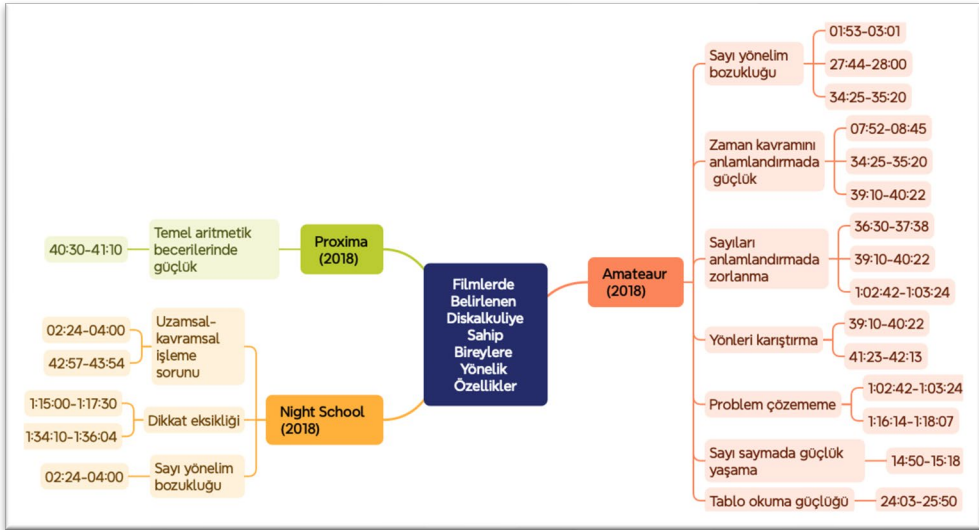 Filmlerde
Belirlenen
Diskalkuliye
Sahip
Bireylere
Yönelik
Özellikler
Proxima
(2018)
Temel aritmetik
becerilerinde
güçlük
40:30-41:10
Night School
(2018)
Uzamsal-
kavramsal
işleme
sorunu
02:24-04:00
42:57-43:54
Dikkat eksikliği
1:15:00-1:17:30
1:34:10-1:36:04
Sayı yönelim
bozukluğu
02:24-04:00
Amateaur
(2018)
Sayı yönelim
bozukluğu
01:53-03:01
27:44-28:00
34:25-35:20
Zaman kavramını
anlamlandırmada
güçlük
07:52-08:45
34:25-35:20
39:10-40:22
Sayıları
anlamlandırmada
zorlanma
36:30-37:38
39:10-40:22
1:02:42-1:03:24
Yönleri karıştırma
39:10-40:22
41:23-42:13
Problem çözememe
1:02:42-1:03:24
1:16:14-1:18:07
Sayı saymada güçlük
yaşama
14:50-15:18
Tablo okuma güçlüğü
24:03-25:50